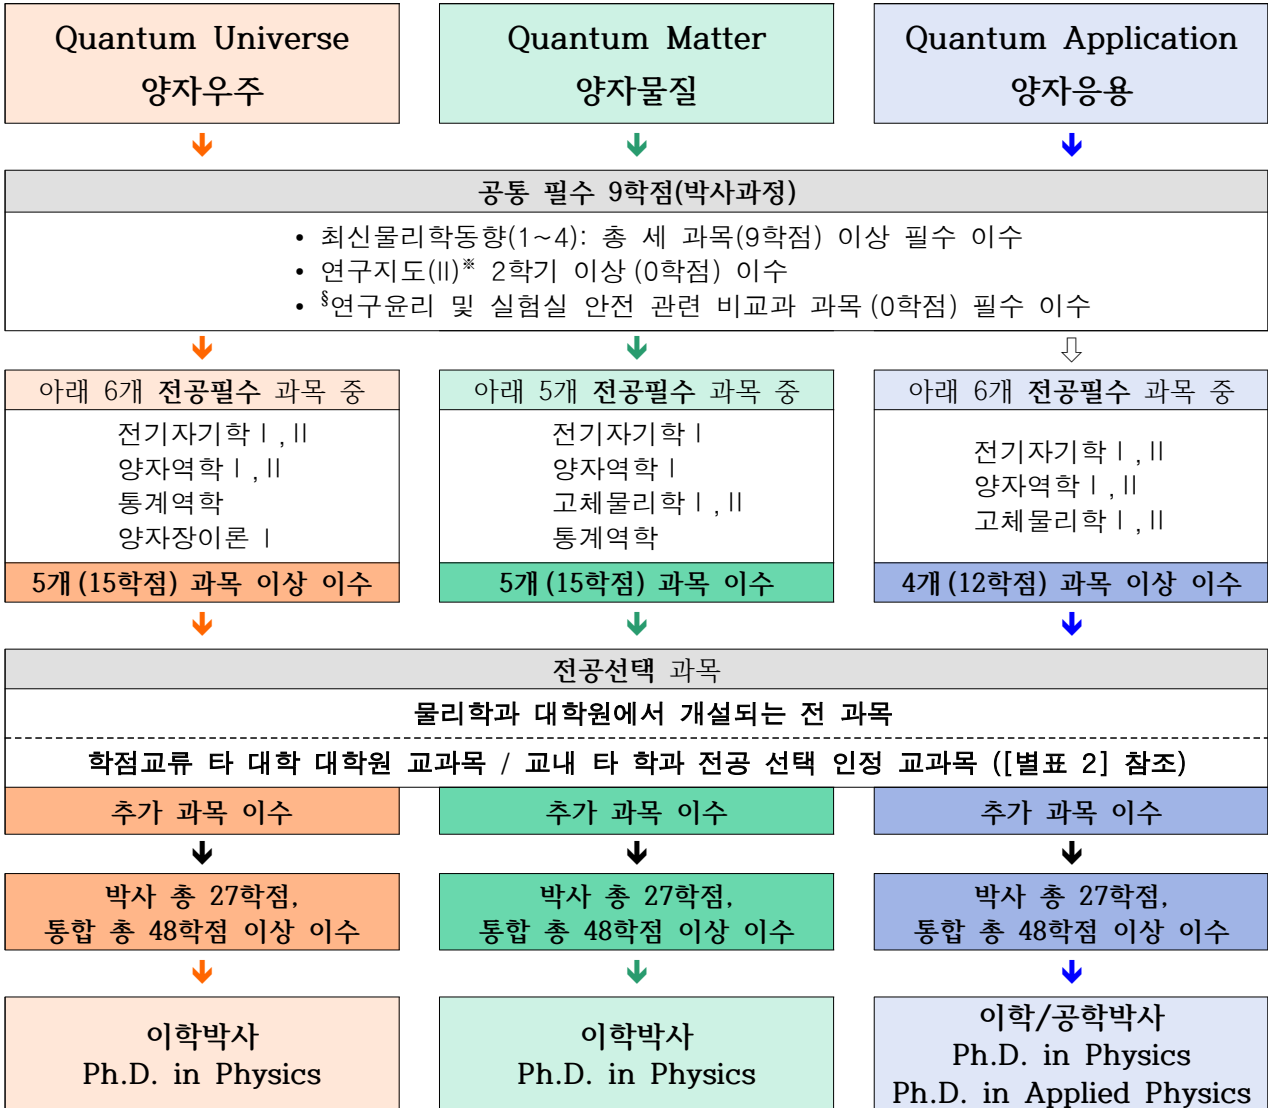 Quantum Universe
양자우주
Quantum Matter
양자물질
Quantum Application
양자응용
공통 필수 9학점(박사과정)
• 최신물리학동향(1~4): 총 세 과목(9학점) 이상 필수 이수
• 연구지도(II)※ 2학기 이상 (0학점) 이수
• §연구윤리 및 실험실 안전 관련 비교과 과목 (0학점) 필수 이수
아래 6개 전공필수 과목 중
전기자기학Ⅰ,Ⅱ
양자역학Ⅰ,Ⅱ
통계역학
양자장이론 Ⅰ
5개 (15학점) 과목 이상 이수
아래 5개 전공필수 과목 중
전기자기학Ⅰ
양자역학Ⅰ
고체물리학Ⅰ,Ⅱ
통계역학
5개 (15학점) 과목 이수
아래 6개 전공필수 과목 중
전기자기학Ⅰ,Ⅱ
양자역학Ⅰ,Ⅱ
고체물리학Ⅰ,Ⅱ
4개 (12학점) 과목 이상 이수
전공선택 과목
물리학과 대학원에서 개설되는 전 과목
학점교류 타 대학 대학원 교과목 / 교내 타 학과 전공 선택 인정 교과목 ([별표 2] 참조)
추가 과목 이수
추가 과목 이수
추가 과목 이수
박사 총 27학점,
통합 총 48학점 이상 이수
박사 총 27학점,
통합 총 48학점 이상 이수
박사 총 27학점,
통합 총 48학점 이상 이수
이학박사
Ph.D. in Physics
이학박사
Ph.D. in Physics
이학/공학박사
Ph.D. in Physics
Ph.D. in Applied Physics